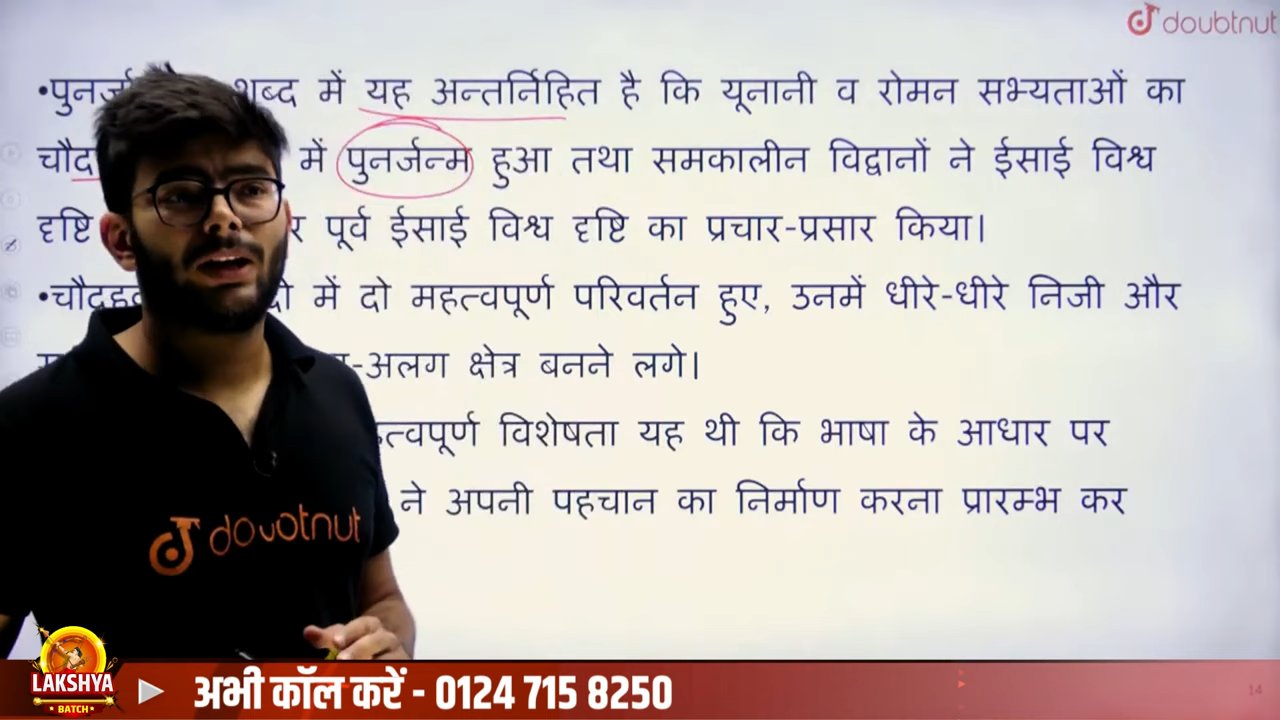 doubtnut
•पुनर्जा शब्द में यह अन्तर्निहित है कि यूनानी व रोमन सभ्यताओं का
चौद में पुनर्जन्म हुआ तथा समकालीन विद्वानों ने ईसाई विश्व
दृष्टि पूर्व ईसाई विश्व दृष्टि का प्रचार-प्रसार किया।
में दो महत्वपूर्ण परिवर्तन हुए, उनमें धीरे-धीरे निजी और
-अलग क्षेत्र बनने लगे।
त्वपूर्ण विशेषता यह थी कि भाषा के आधार पर
ने अपनी पहचान का निर्माण करना प्रारम्भ कर
doubtnut
LAKSHYA
BATCH
अभी कॉल करें - 0124 715 8250
14